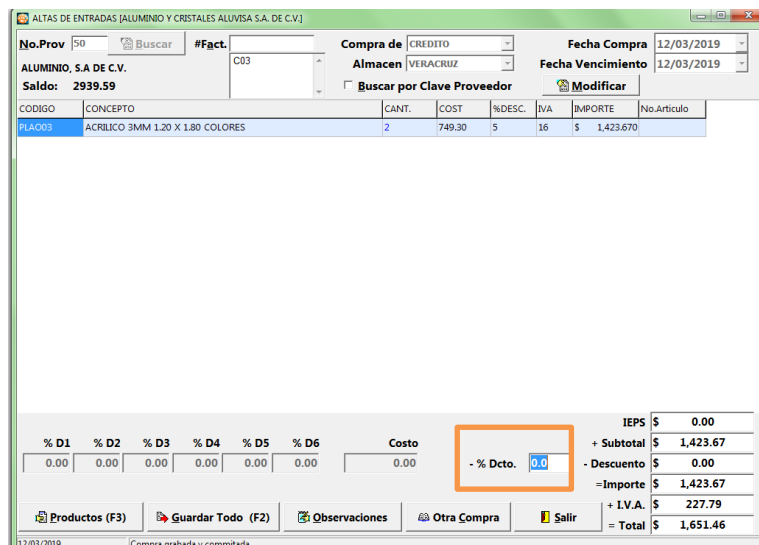 ALTAS DE ENTRADAS [ALUMINIO Y CRISTALES ALUVISA S.A. DE C.V.]
No.Prov 50 Buscar #Fact. Compra de CREDITO Fecha Compra 12/03/2019
ALUMINIO, S.A DE C.V. C03 Almacen VERACRUZ Fecha Vencimiento 12/03/2019
Saldo: 2939.59 Buscar por Clave Proveedor Modificar
CODIGO CONCEPTO CANT. COST %DESC. IVA IMPORTE No.Articulo
PLAO03 ACRILICO 3MM 1.20 X 1.80 COLORES 2 749.30 5 16 $ 1,423.670
IEPS $ 0.00
% D1 % D2 % D3 % D4 % D5 % D6 Costo + Subtotal $ 1,423.67
0.00 0.00 0.00 0.00 0.00 0.00 0.00 - % Dcto. 0.0 - Descuento $ 0.00
=Importe $ 1,423.67
+ I.V.A. $ 227.79
Productos (F3) Guardar Todo (F2) Observaciones Otra Compra Salir
= Total $ 1,651.46
12/03/2019 Compra grabada y commitada